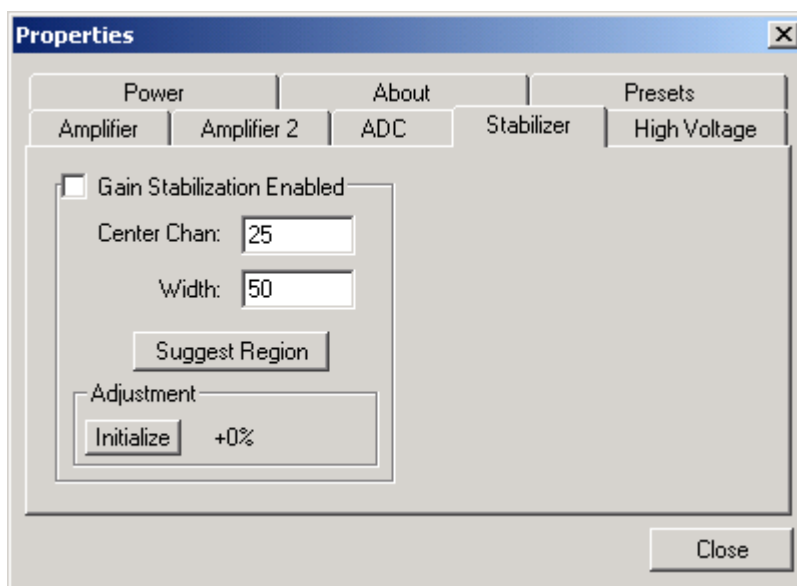 Properties
Power About Presets
Amplifier Amplifier 2 ADC Stabilizer High Voltage
Gain Stabilization Enabled
Center Chan: 25
Width: 50
Suggest Region
Adjustment
Initialize +0%
Close